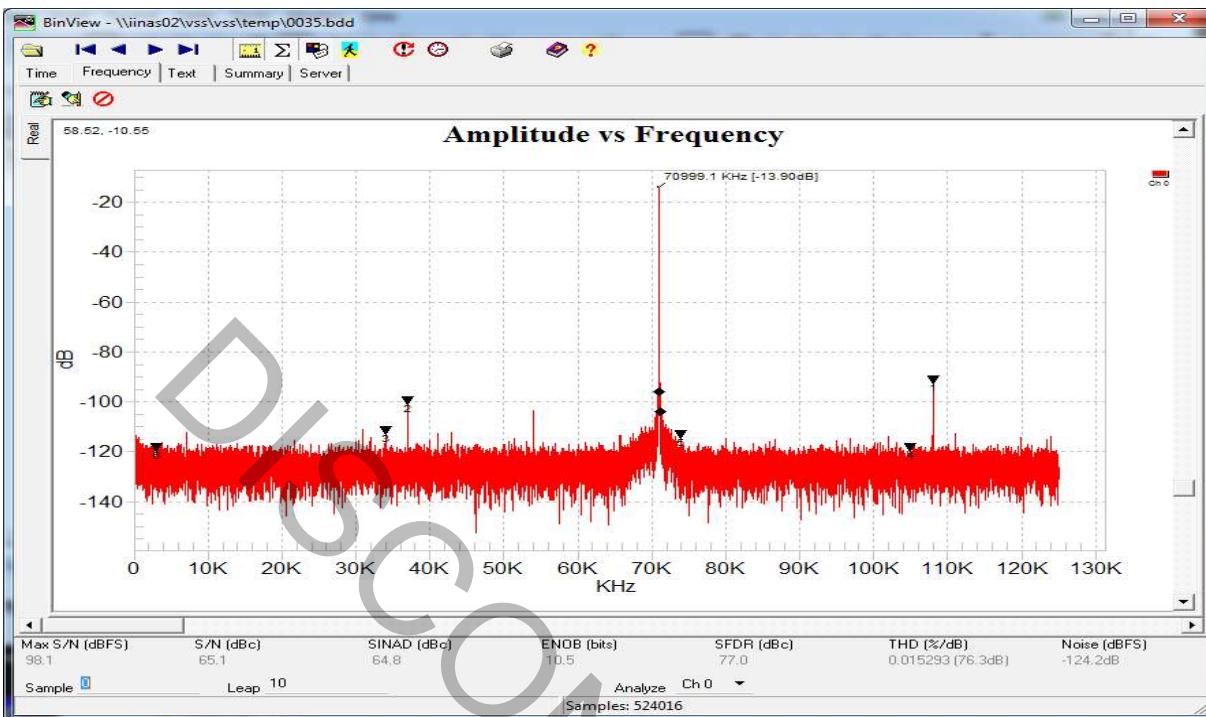 BinView - \\iinas02\vss\vss\temp\0035.bdd
Time Frequency Text Summary Server
Real
58.52, -10.55
Amplitude vs Frequency
70999.1 KHz [-13.90dB]
Ch 0
-20
-40
-60
-80
-100
-120
-140
dB
2
3
0 10K 20K 30K 40K 50K 60K 70K 80K 90K 100K 110K 120K 130K
KHz
Max S/N (dBFS) S/N (dBc) SINAD (dBc) ENOB (bits) SFDR (dBc) THD (%/dB) Noise (dBFS)
98.1 65.1 64.8 10.5 77.0 0.015293 (76.3dB) -124.2dB
Sample Leap 10 Analyze Ch 0
Samples: 524016
DISCO